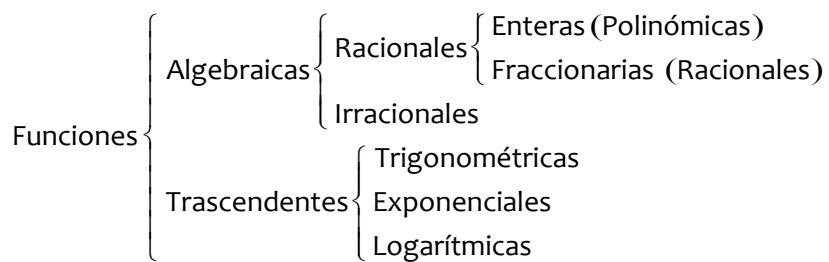 Funciones
Algebraicas
Racionales
Enteras (Polinómicas)
Fraccionarias (Racionales)
Irracionales
Trascendentes
Trigonométricas
Exponenciales
Logarítmicas